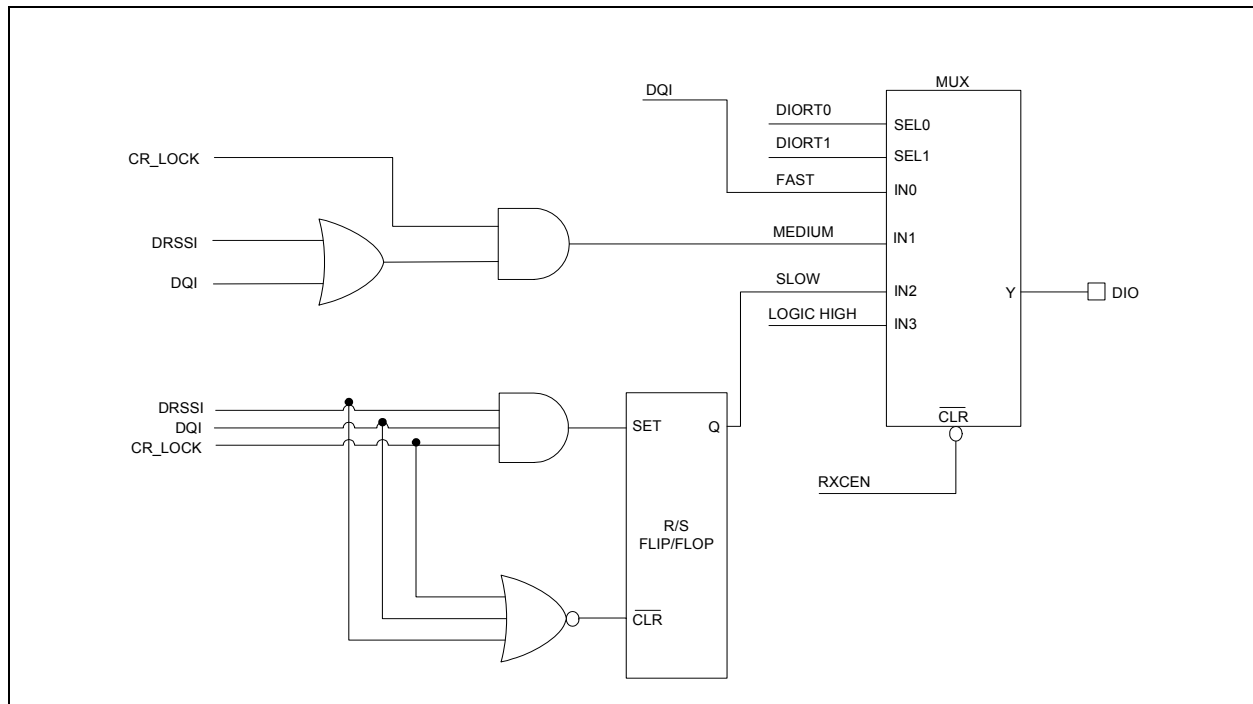 MUX
DQI
DIORT0
SEL0
CR_LOCK
DIORT1
SEL1
FAST
IN0
DRSSI
MEDIUM
IN1
DQI
SLOW
IN2
Y
DIO
LOGIC HIGH
IN3
DRSSI
CLR
DQI
SET
Q
CR_LOCK
RXCEN
R/S
FLIP/FLOP
CLR